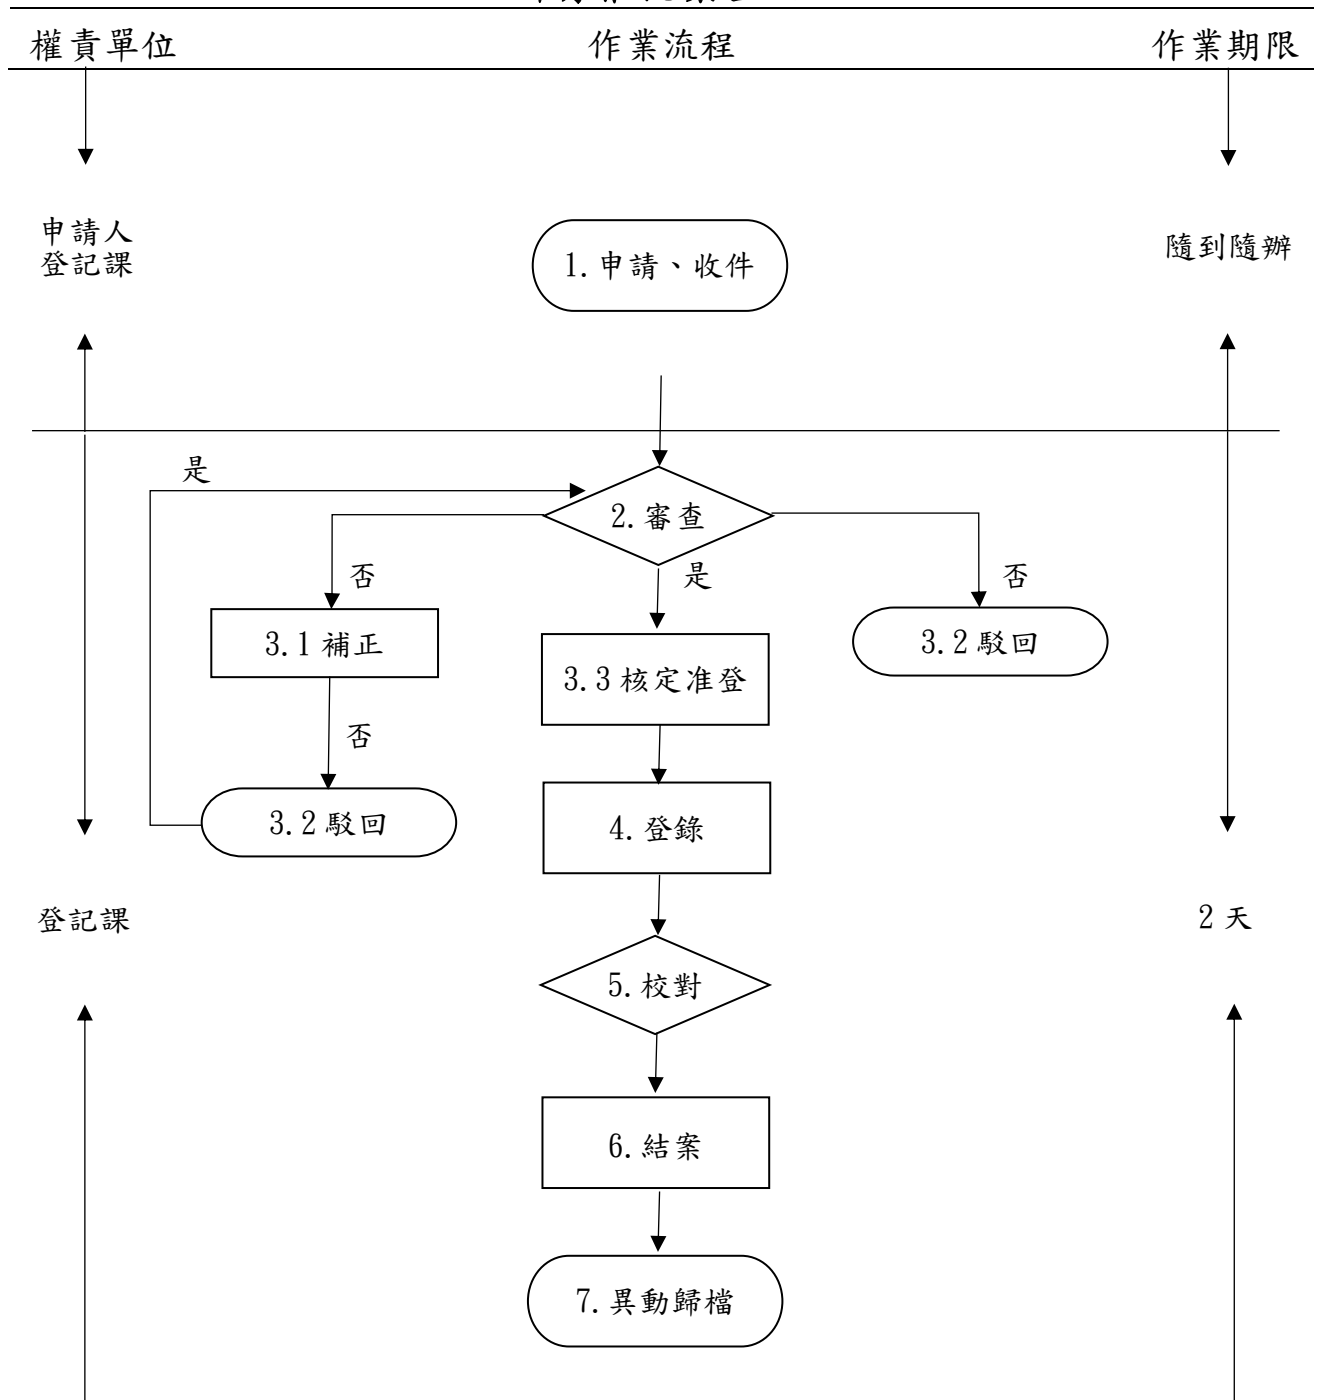 權責單位
作業流程
作業期限
申請人
登記課
1.申請、收件
隨到隨辦
是
2.審查
否
是
否
3.1補正
3.2駁回
3.3核定准登
否
3.2駁回
4.登錄
登記課
2天
5.校對
6.結案
7.異動歸檔